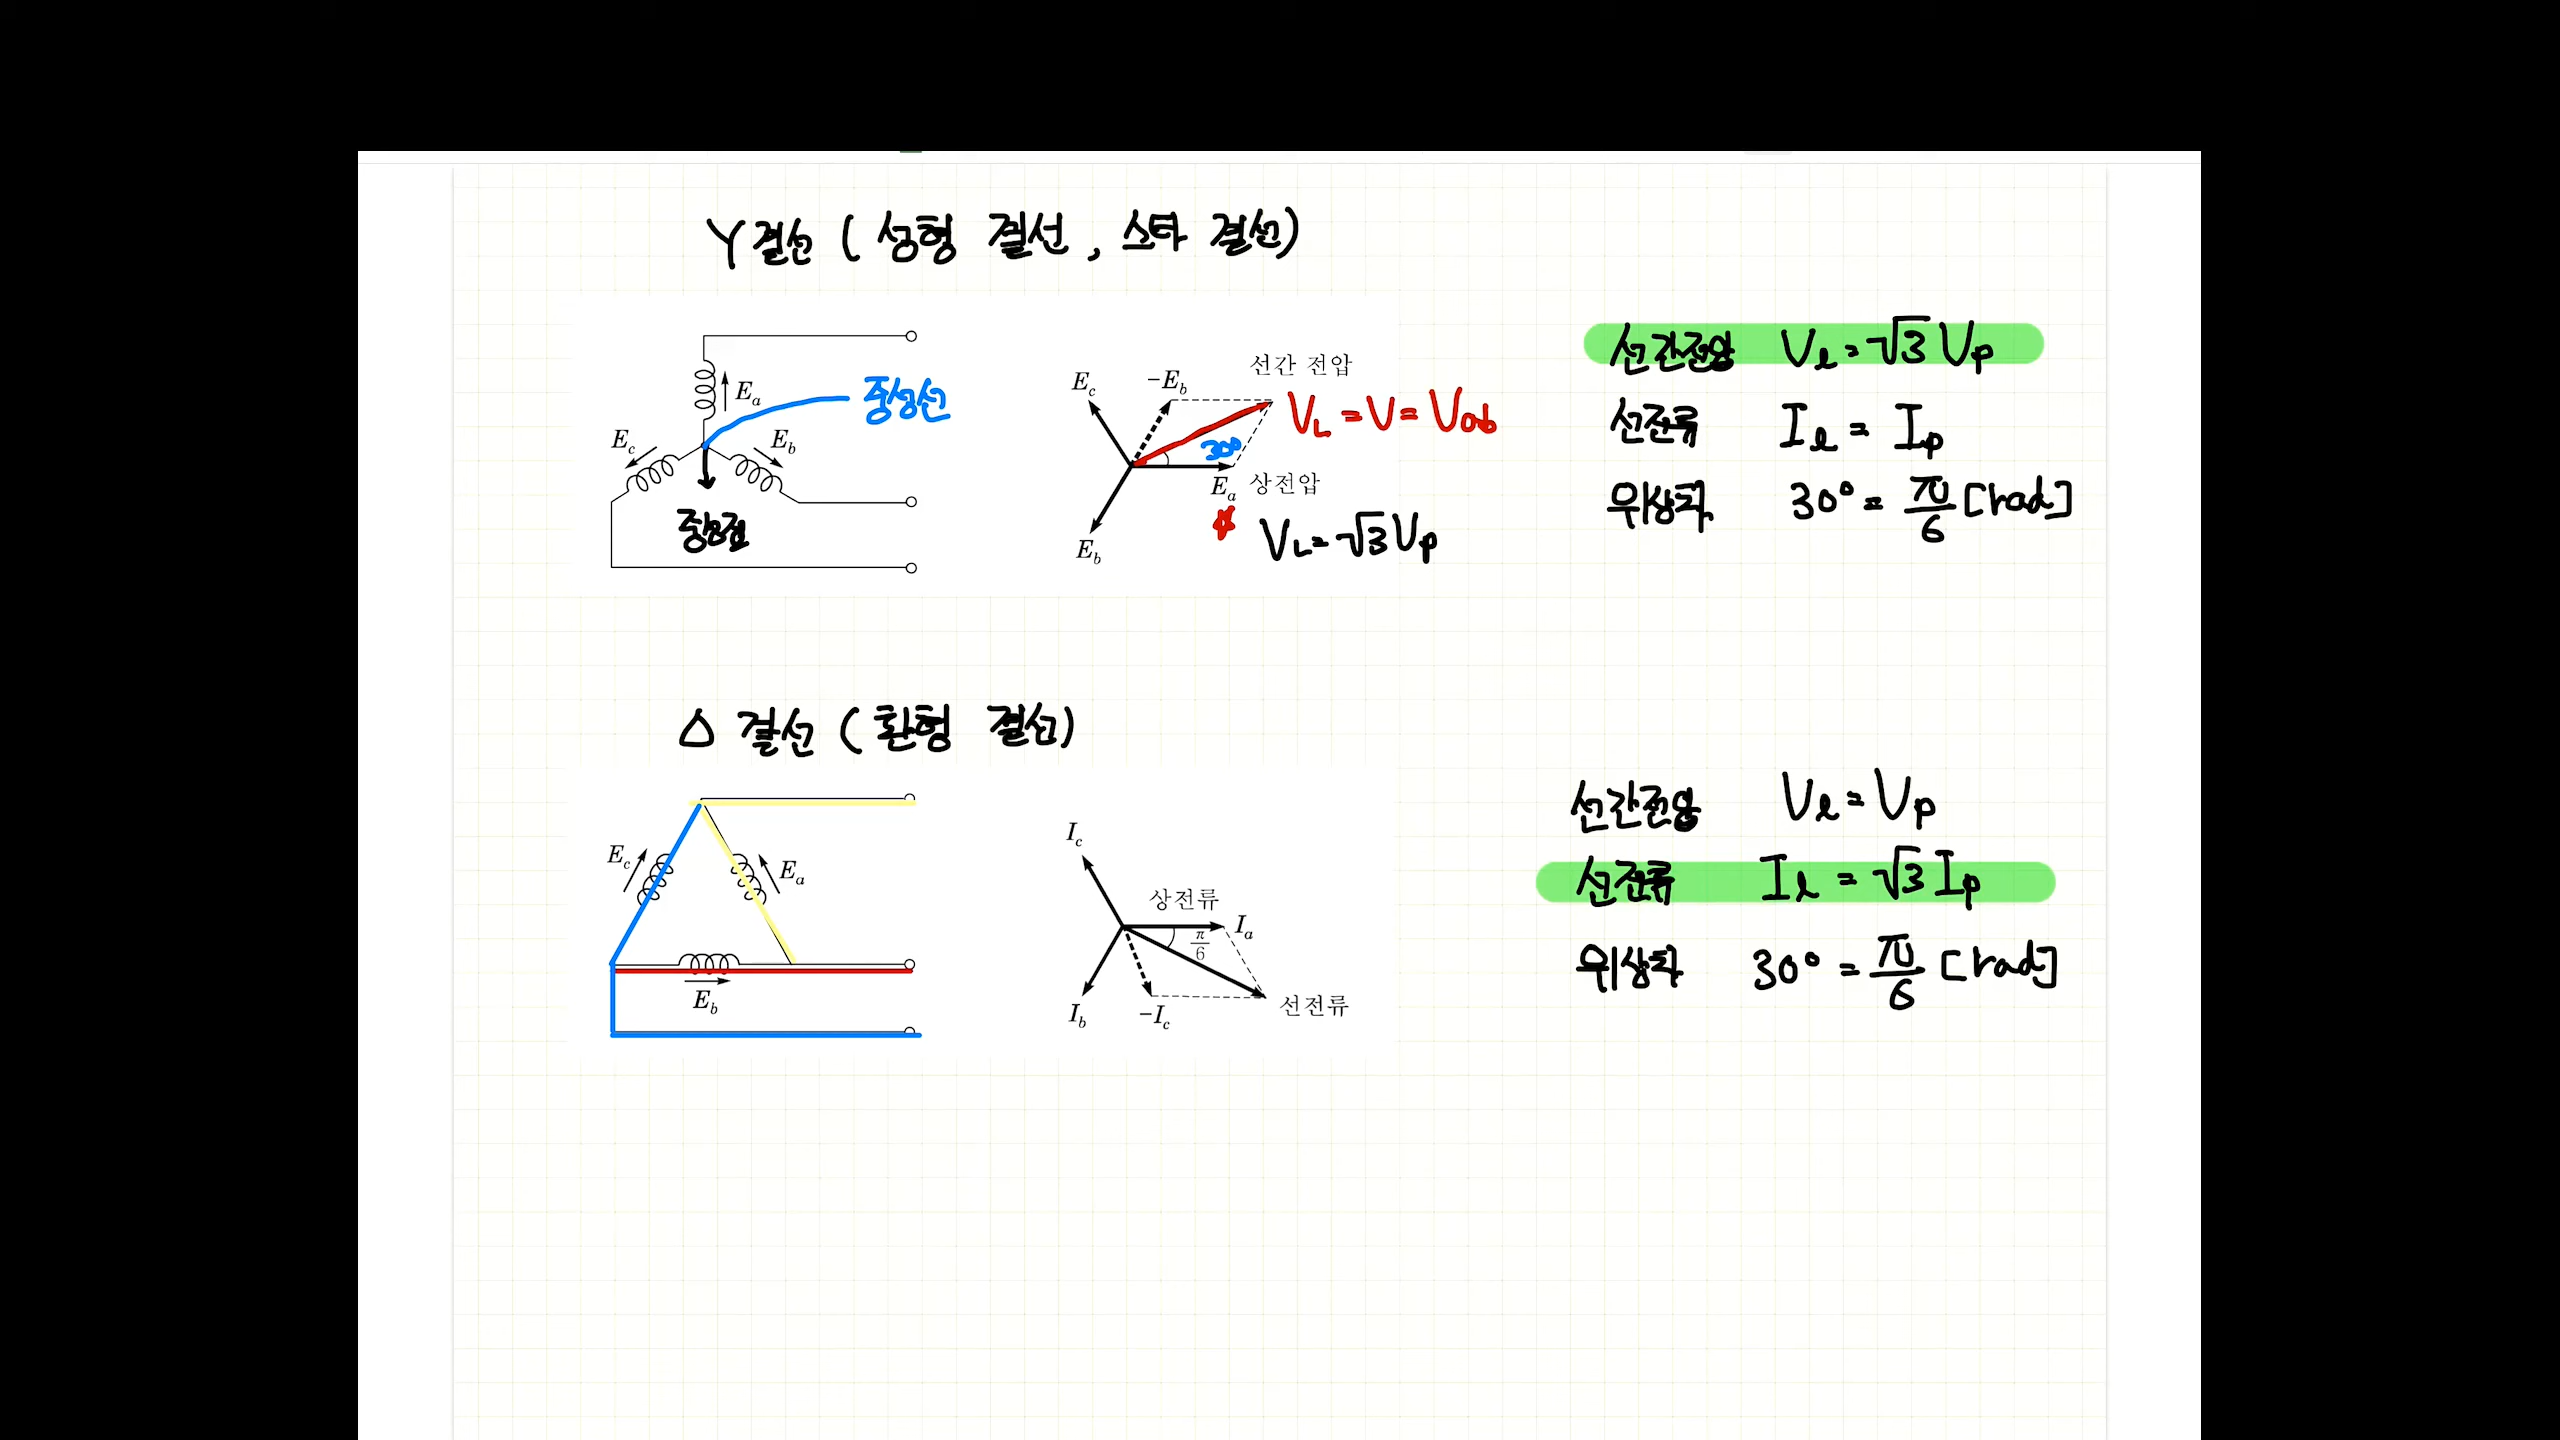 Y결선 ( 성형 결선 , 스타 결선)
E_a
중성선
E_c
E_b
중성점
E_c
-E_b
선간 전압
V_L = V = V_ab
30°
E_a 상전압
V_L = √3 V_p
E_b
선간전압 V_l = √3 V_p
선전류 I_l = I_p
위상차 30° = π/6 [rad]
△ 결선 ( 환형 결선)
E_c
E_a
E_b
I_c
상전류
I_a
π/6
I_b
-I_c
선전류
선간전압 V_l = V_p
선전류 I_l = √3 I_p
위상차 30° = π/6 [rad]